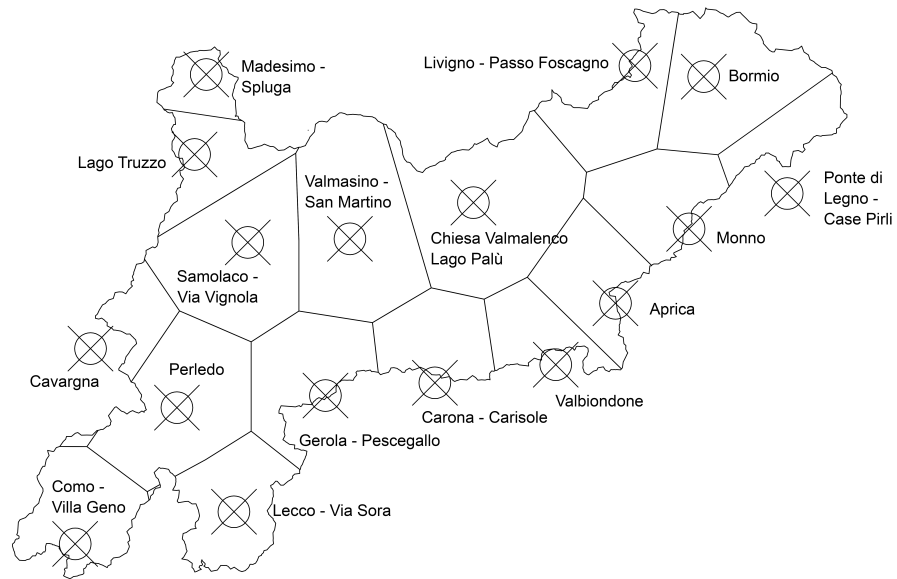 Madesimo -
Spluga
Livigno - Passo Foscagno
Bormio
Lago Truzzo
Valmasino -
San Martino
Ponte di
Legno -
Case Pirli
Chiesa Valmalenco
Lago Palù
Monno
Samolaco -
Via Vignola
Aprica
Cavargna
Perledo
Valbiondone
Carona - Carisole
Gerola - Pescegallo
Como -
Villa Geno
Lecco - Via Sora